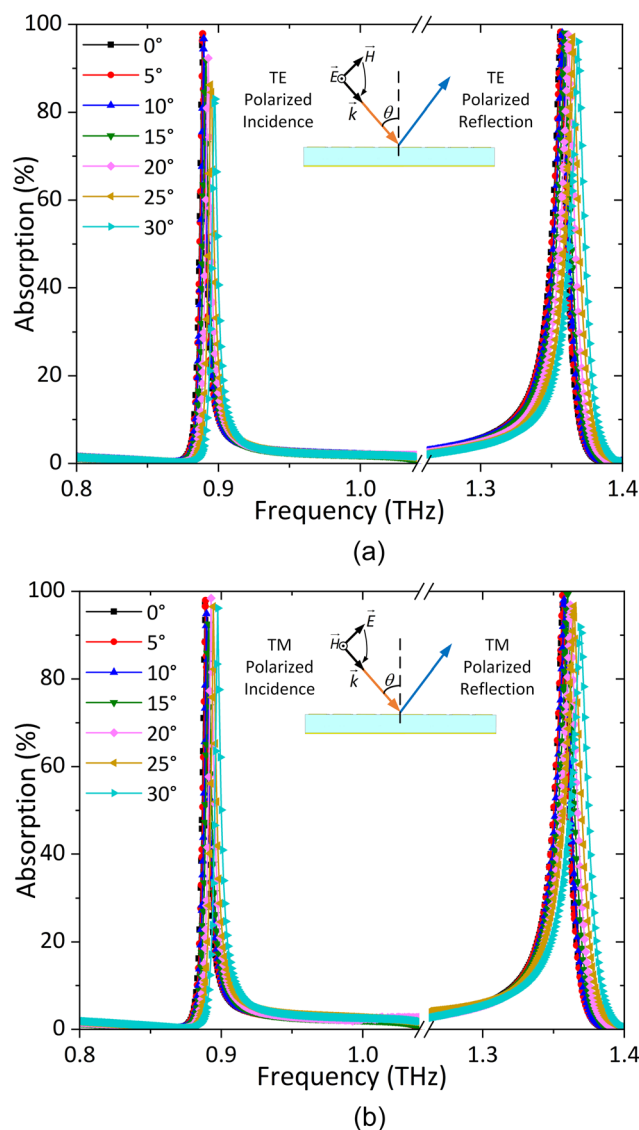 100
80
60
40
20
0
Absorption (%)
0°
5°
10°
15°
20°
25°
30°
TE
Polarized
Incidence
E⃗
H⃗
k⃗
θ
TE
Polarized
Reflection
0.8 0.9 1.0 1.3 1.4
Frequency (THz)
(a)
100
80
60
40
20
0
Absorption (%)
0°
5°
10°
15°
20°
25°
30°
TM
Polarized
Incidence
H⃗
E⃗
k⃗
θ
TM
Polarized
Reflection
0.8 0.9 1.0 1.3 1.4
Frequency (THz)
(b)